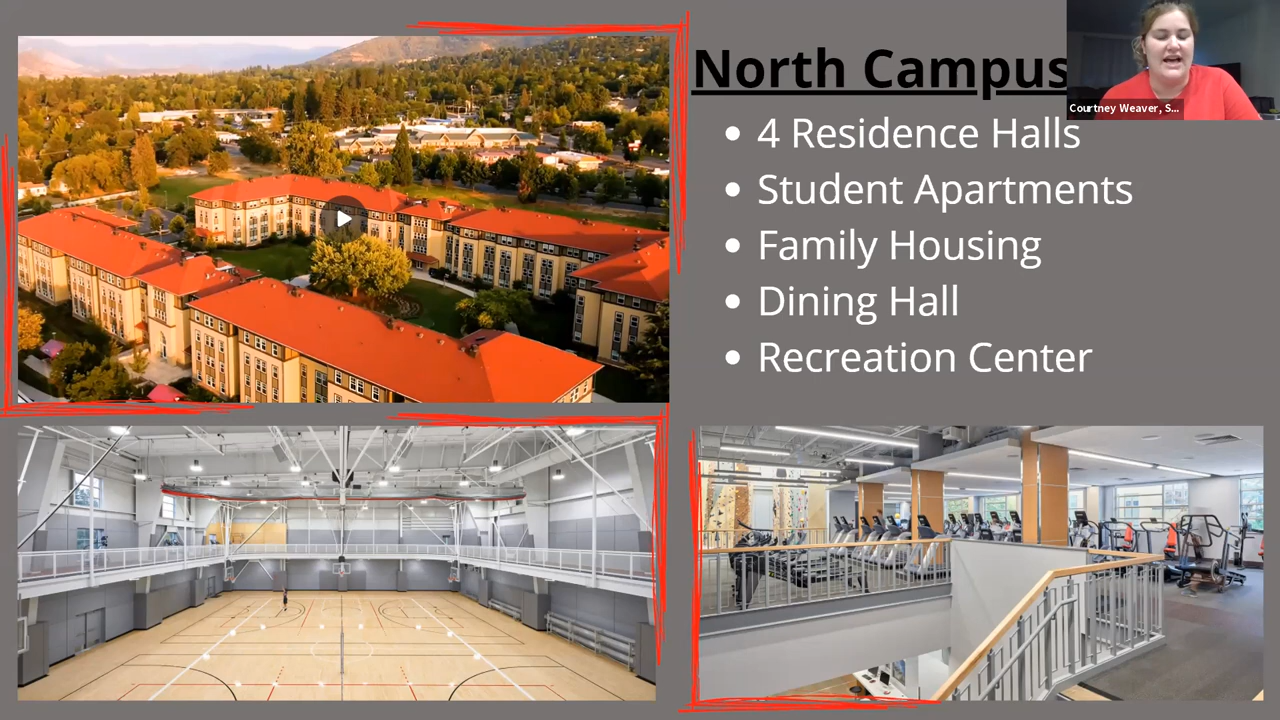 North Campus
Courtney Weaver, S...
4 Residence Halls
Student Apartments
Family Housing
Dining Hall
Recreation Center